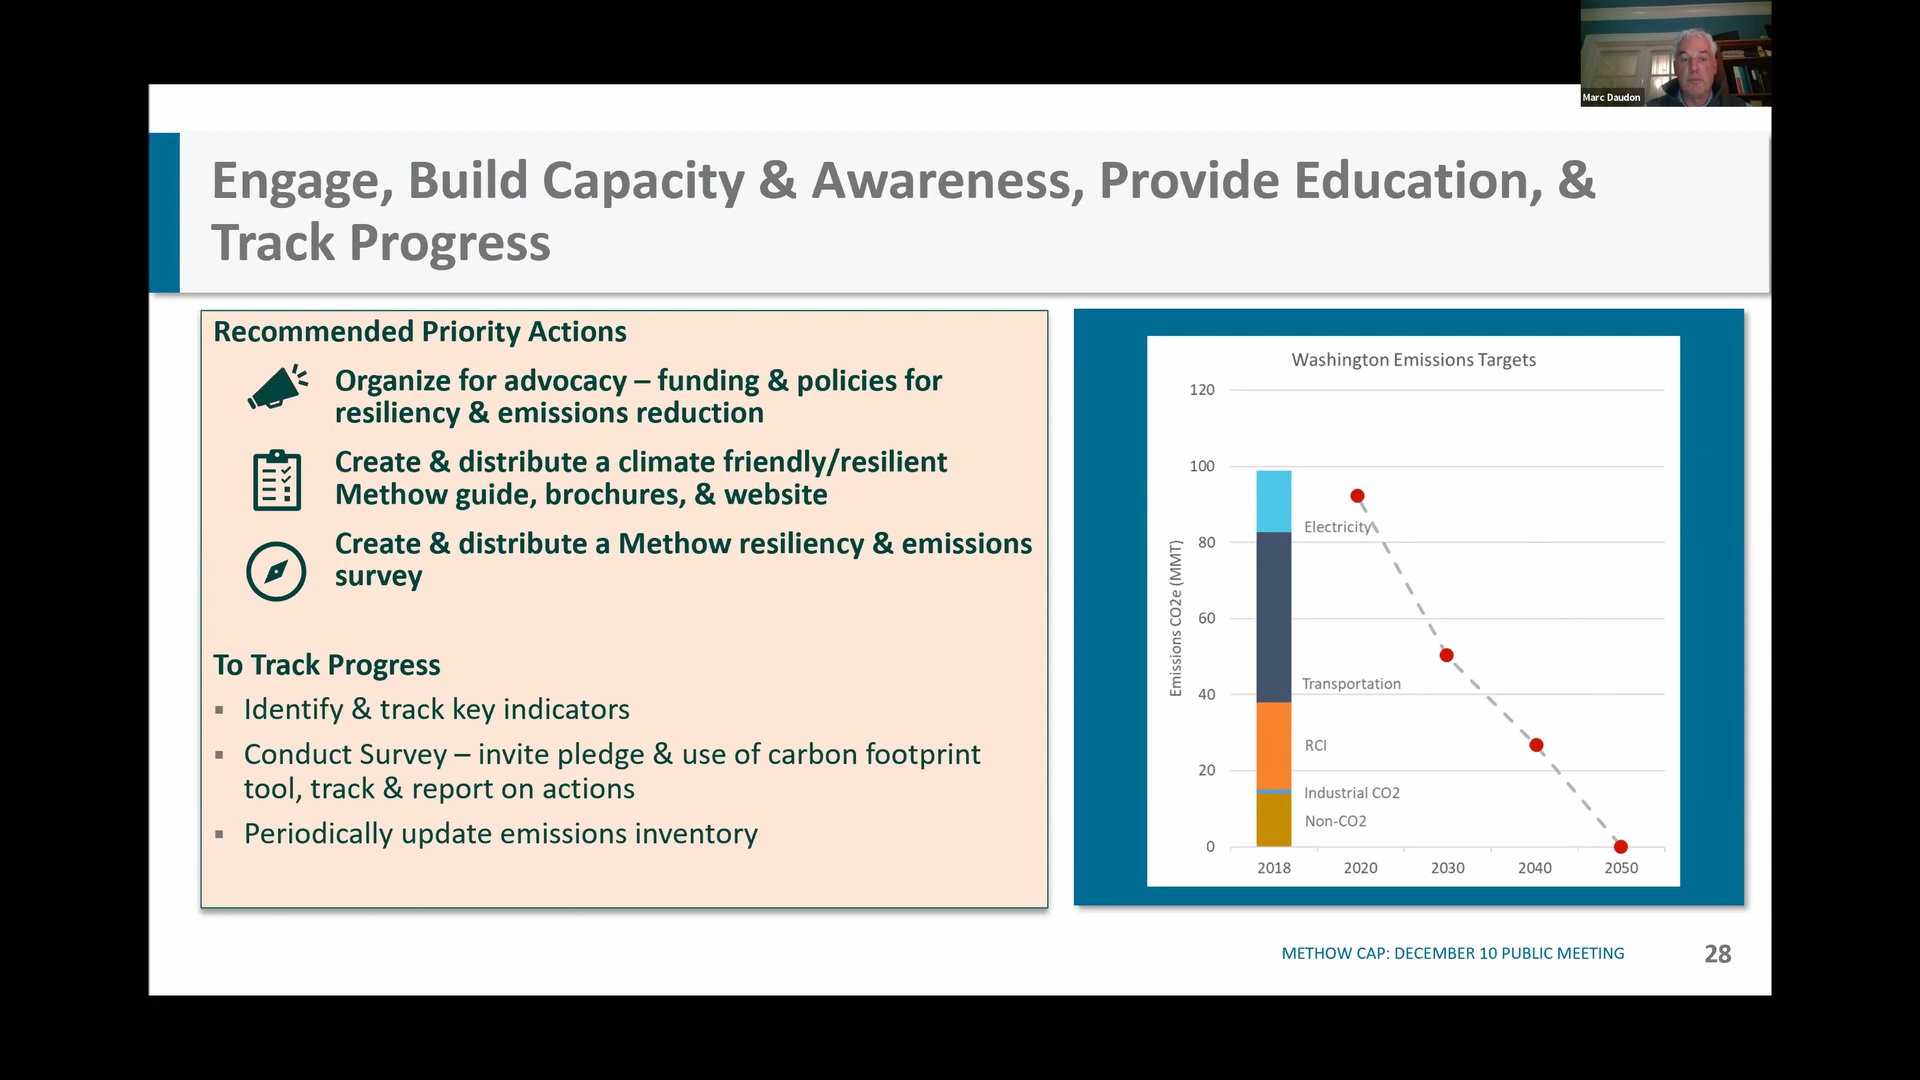 Marc Daudon
Engage, Build Capacity & Awareness, Provide Education, &
Track Progress
Recommended Priority Actions
Organize for advocacy – funding & policies for
resiliency & emissions reduction
Create & distribute a climate friendly/resilient
Methow guide, brochures, & website
Create & distribute a Methow resiliency & emissions
survey
To Track Progress
▪ Identify & track key indicators
▪ Conduct Survey – invite pledge & use of carbon footprint
tool, track & report on actions
▪ Periodically update emissions inventory
Washington Emissions Targets
Emissions CO2e (MMT)
120
100
80
60
40
20
0
Electricity
Transportation
RCI
Industrial CO2
Non-CO2
2018 2020 2030 2040 2050
METHOW CAP: DECEMBER 10 PUBLIC MEETING 28